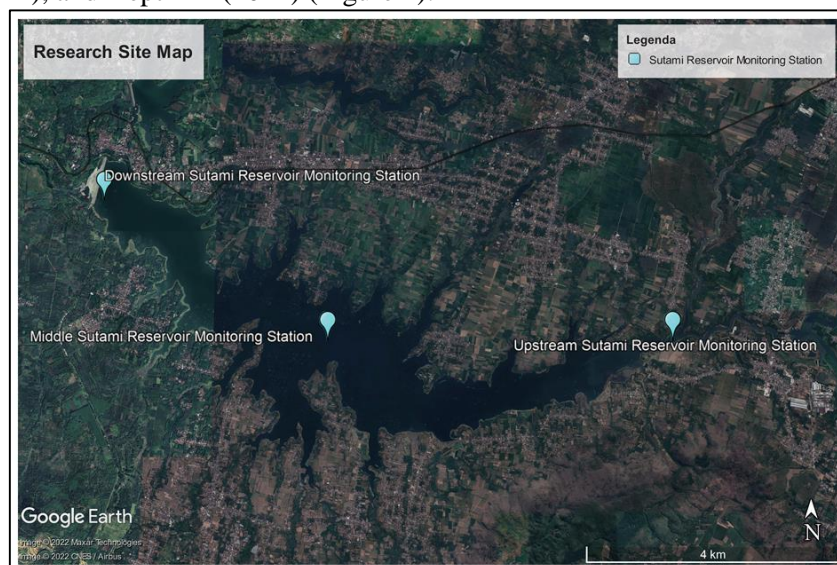 Research Site Map
Legenda
Sutami Reservoir Monitoring Station
Downstream Sutami Reservoir Monitoring Station
Middle Sutami Reservoir Monitoring Station
Upstream Sutami Reservoir Monitoring Station
Google Earth
Image © 2022 Maxar Technologies
Image © 2022 CNES / Airbus
N
4 km